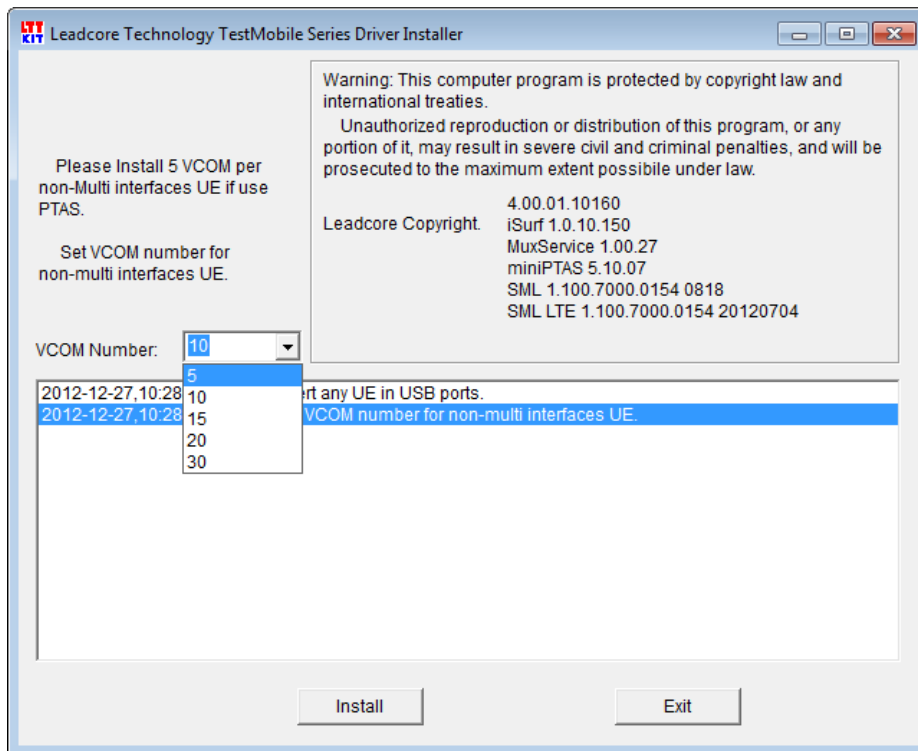 LTT
KIT
Leadcore Technology TestMobile Series Driver Installer
Please Install 5 VCOM per
non-Multi interfaces UE if use
PTAS.
Set VCOM number for
non-multi interfaces UE.
Warning: This computer program is protected by copyright law and
international treaties.
Unauthorized reproduction or distribution of this program, or any
portion of it, may result in severe civil and criminal penalties, and will be
prosecuted to the maximum extent possibile under law.
Leadcore Copyright.
4.00.01.10160
iSurf 1.0.10.150
MuxService 1.00.27
miniPTAS 5.10.07
SML 1.100.7000.0154 0818
SML LTE 1.100.7000.0154 20120704
VCOM Number:
10
5
10
15
20
30
2012-12-27,10:28 any UE in USB ports.
2012-12-27,10:28 VCOM number for non-multi interfaces UE.
Install
Exit